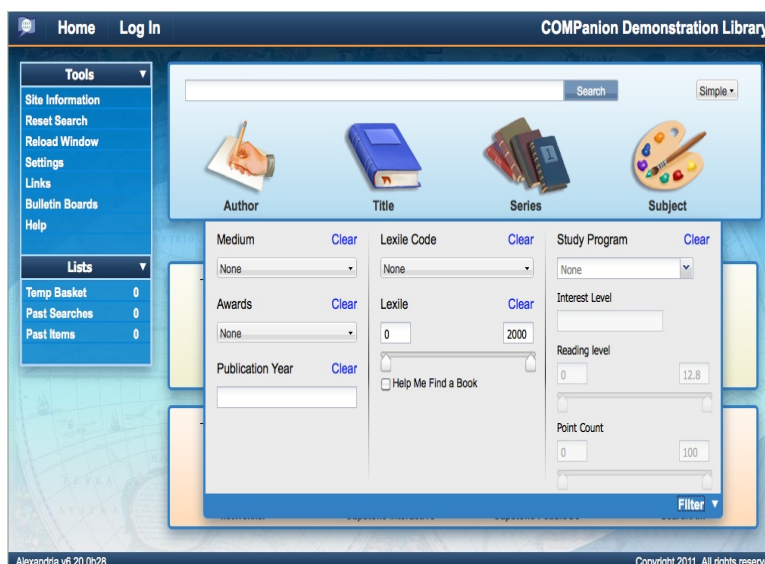 Home Log In COMPanion Demonstration Library
Tools
Site Information
Reset Search
Reload Window
Settings
Links
Bulletin Boards
Help
Lists
Temp Basket 0
Past Searches 0
Past Items 0
Search Simple
Author Title Series Subject
Medium Clear Lexile Code Clear Study Program Clear
None None None
Awards Clear Lexile Clear Interest Level
None 0 2000
Reading level
Publication Year Clear Help Me Find a Book 0 12.8
Point Count
0 100
Filter
Alexandria v6.20.0b28 Copyright 2011. All rights reserv